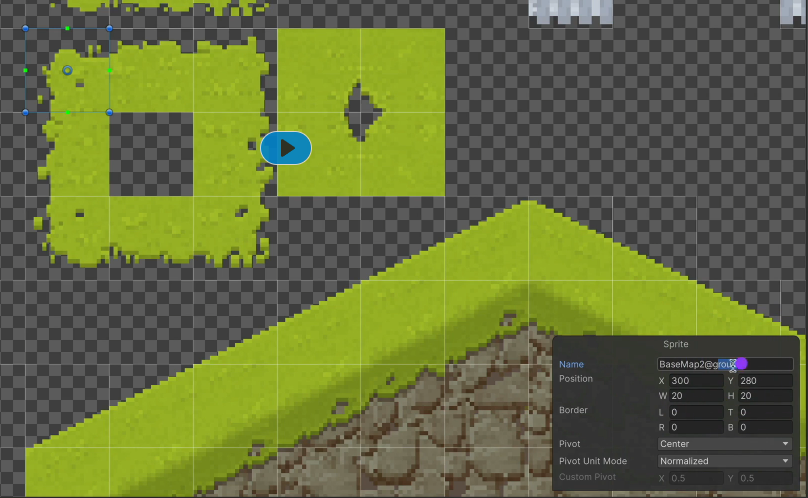 Sprite
Name BaseMap2@grou
Position X 300 Y 280
W 20 H 20
Border L 0 T 0
R 0 B 0
Pivot Center
Pivot Unit Mode Normalized
Custom Pivot X 0.5 Y 0.5